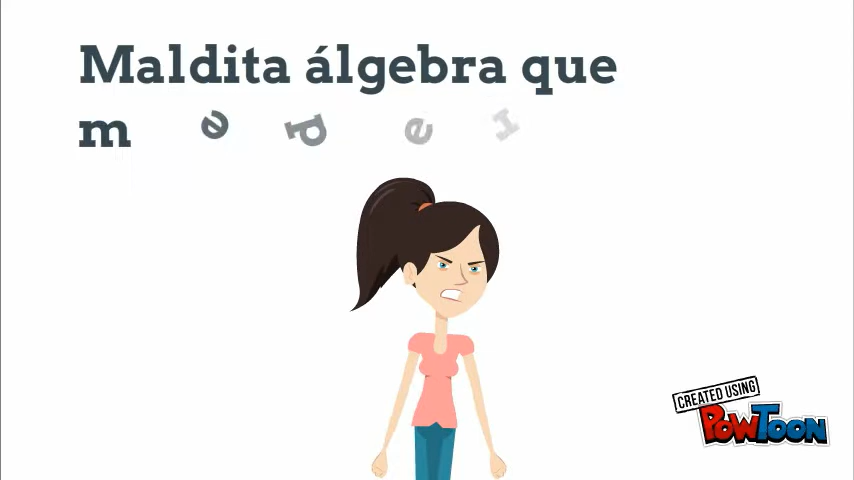 Maldita álgebra que
m e d e H
CREATED USING
POWTOON